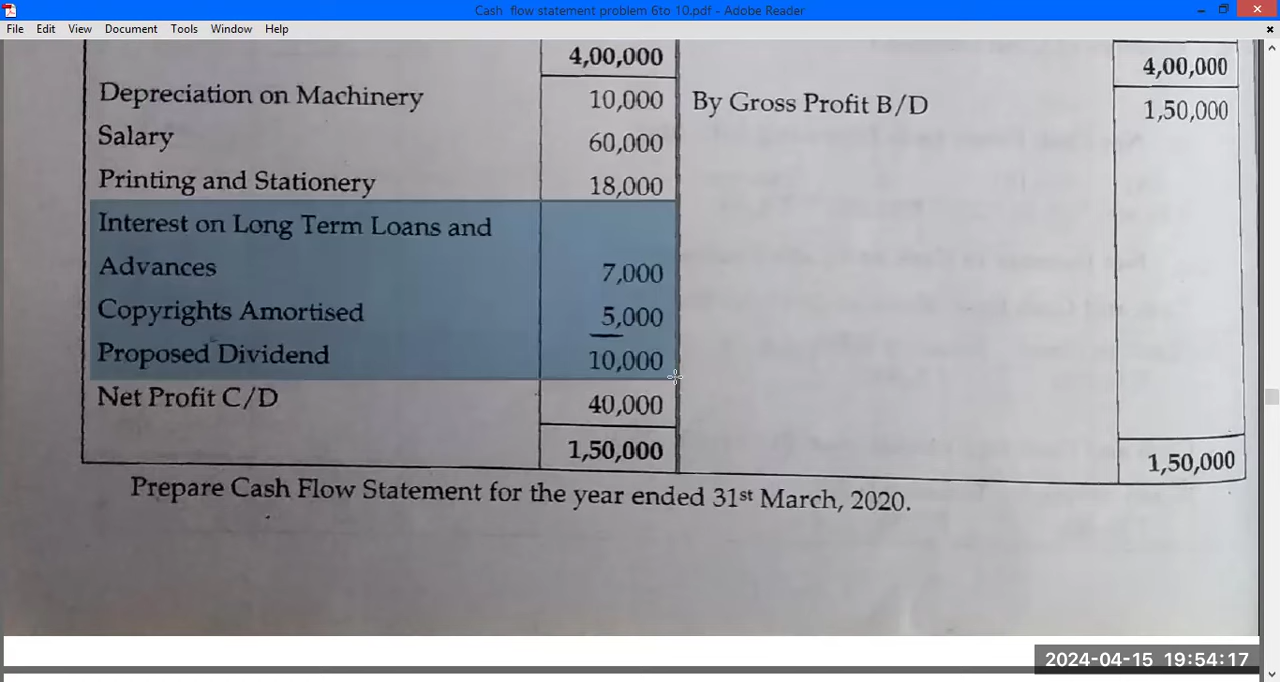 Cash flow statement problem 6to 10.pdf - Adobe Reader
File Edit View Document Tools Window Help
4,00,000 4,00,000
Depreciation on Machinery 10,000 By Gross Profit B/D 1,50,000
Salary 60,000
Printing and Stationery 18,000
Interest on Long Term Loans and
Advances 7,000
Copyrights Amortised 5,000
Proposed Dividend 10,000
Net Profit C/D 40,000
1,50,000 1,50,000
Prepare Cash Flow Statement for the year ended 31st March, 2020.
2024-04-15 19:54:17